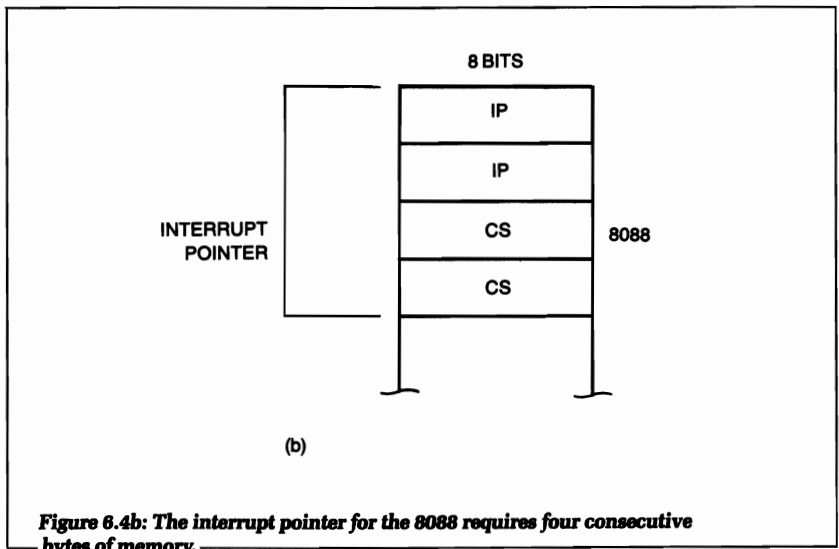 8 BITS
IP
IP
INTERRUPT
POINTER
CS
8088
CS
(b)
Figure 6.4b: The interrupt pointer for the 8088 requires four consecutive
bytes of memory.